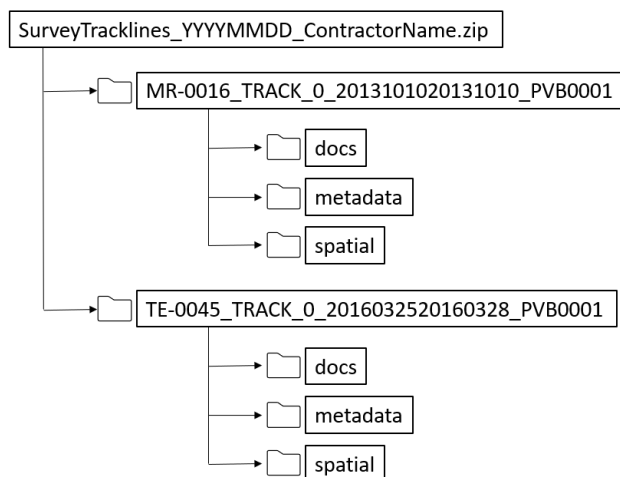 SurveyTracklines_YYYYMMDD_ContractorName.zip
MR-0016_TRACK_0_2013101020131010_PVB0001
docs
metadata
spatial
TE-0045_TRACK_0_2016032520160328_PVB0001
docs
metadata
spatial